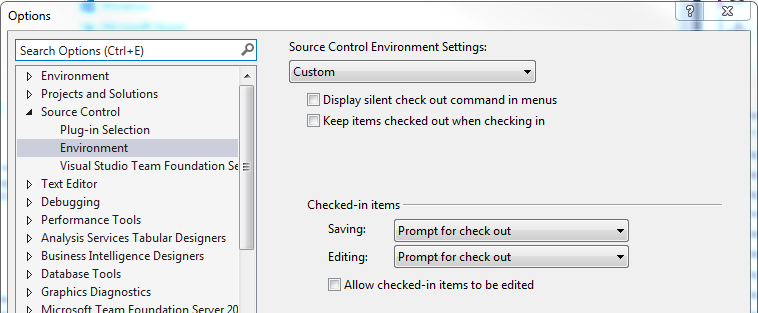 Options
Search Options (Ctrl+E)
Environment
Projects and Solutions
Source Control
Plug-in Selection
Environment
Visual Studio Team Foundation Se
Text Editor
Debugging
Performance Tools
Analysis Services Tabular Designers
Business Intelligence Designers
Database Tools
Graphics Diagnostics
Microsoft Team Foundation Server 20
Source Control Environment Settings:
Custom
Display silent check out command in menus
Keep items checked out when checking in
Checked-in items
Saving: Prompt for check out
Editing: Prompt for check out
Allow checked-in items to be edited